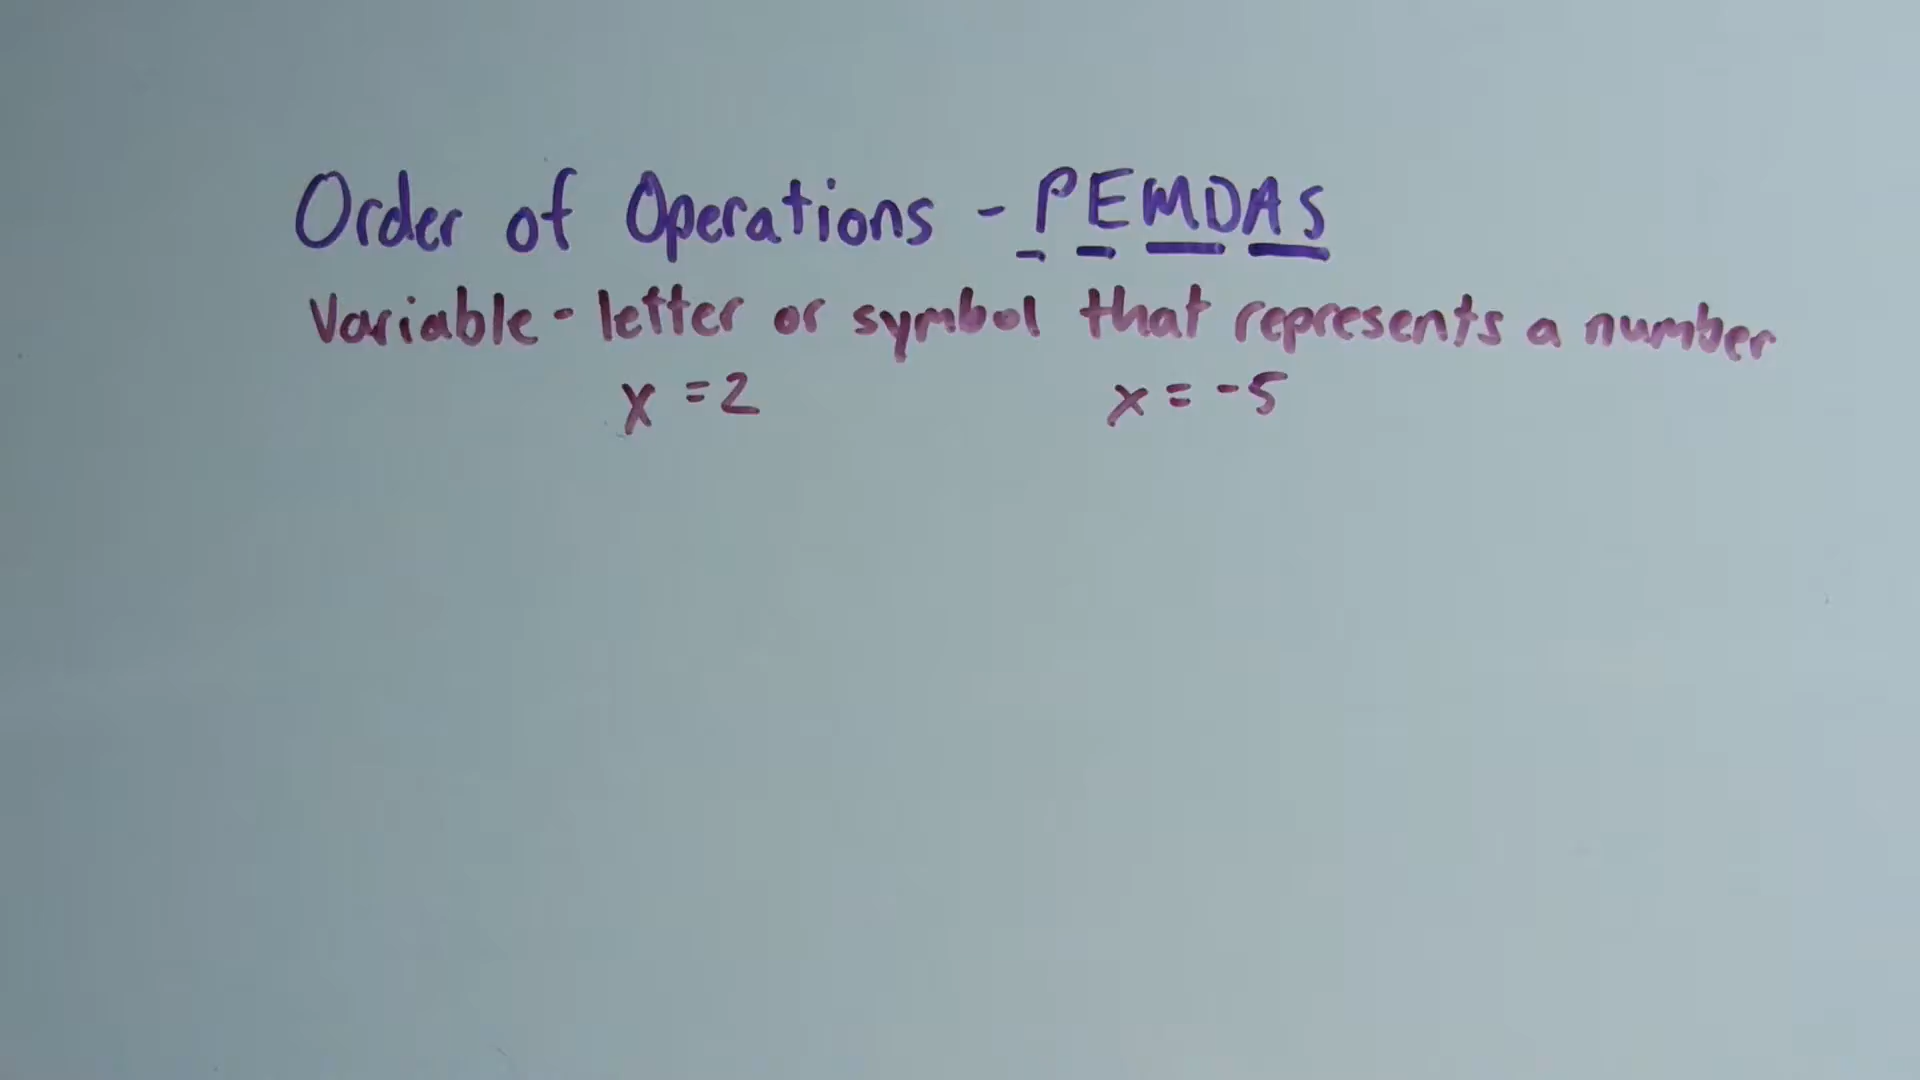 Order of Operations - PEMDAS
Variable - letter or symbol that represents a number
x = 2 x = -5